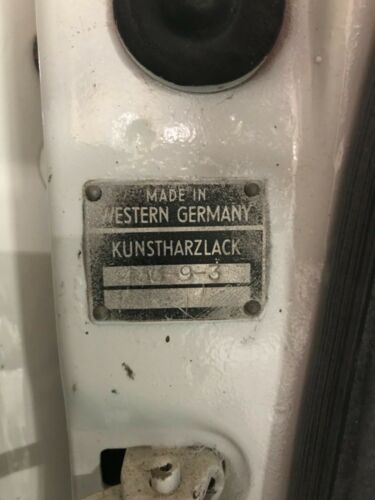 MADE IN
WESTERN GERMANY
KUNSTHARZLACK
9-3